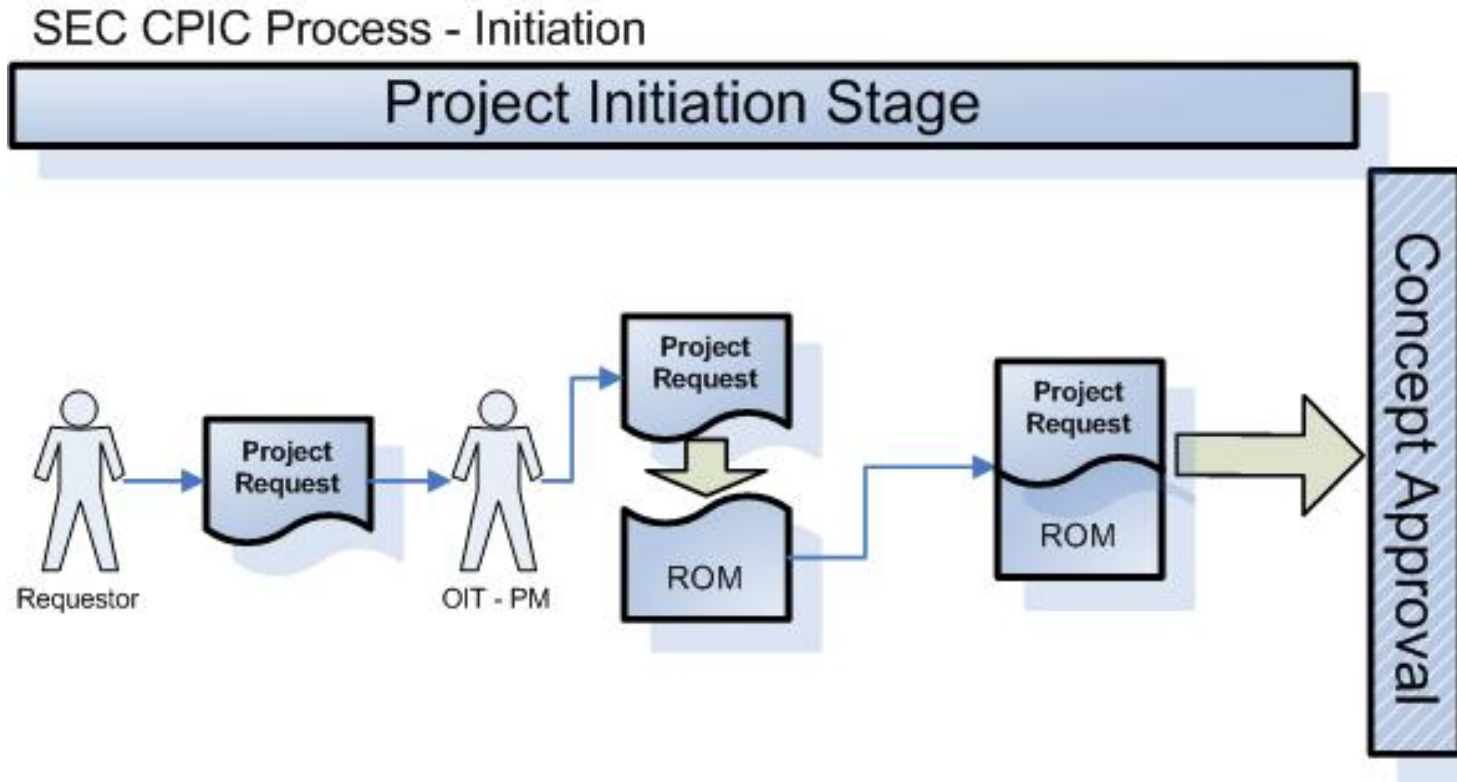 SEC CPIC Process - Initiation
Project Initiation Stage
Concept Approval
Project
Request
Requestor
OIT - PM
Project
Request
ROM
Project
Request
ROM